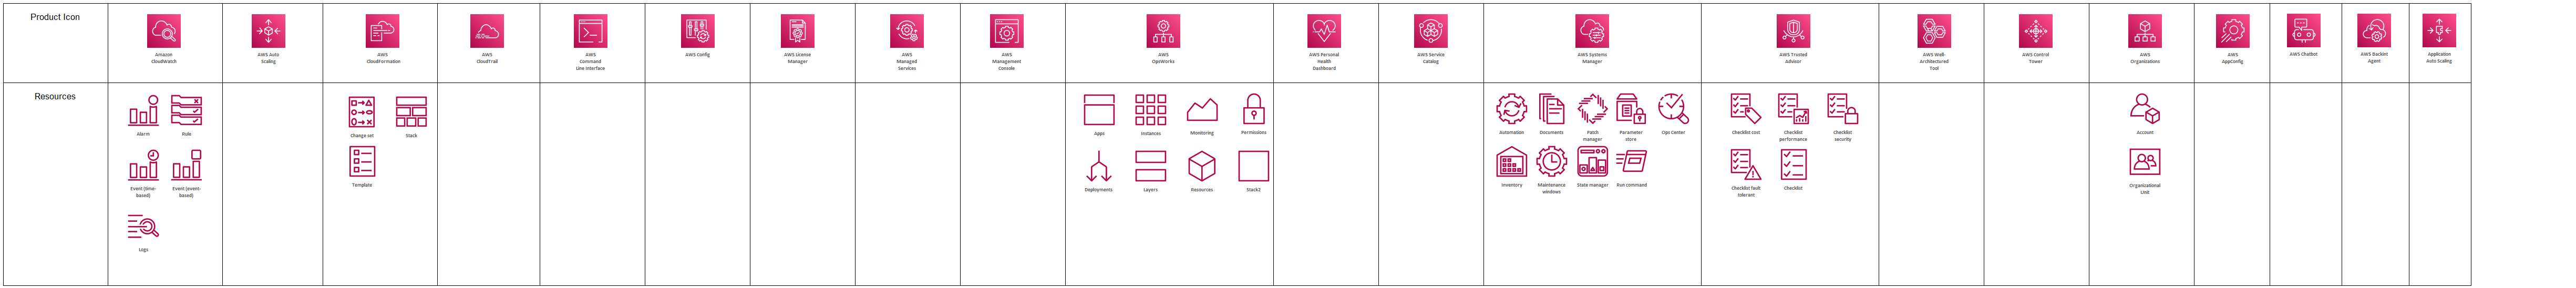 Product Icon
Amazon
CloudWatch
AWS Auto
Scaling
AWS
CloudFormation
AWS
CloudTrail
AWS
Command
Line Interface
AWS Config
AWS License
Manager
AWS
Managed
Services
AWS
Management
Console
AWS
OpsWorks
AWS Personal
Health
Dashboard
AWS Service
Catalog
AWS Systems
Manager
AWS Trusted
Advisor
AWS Well-
Architectured
Tool
AWS Control
Tower
AWS
Organizations
AWS
AppConfig
AWS Chatbot
AWS Backint
Agent
Application
Auto Scaling
Resources
Alarm
Rule
Event (time-
based)
Event (event-
based)
Logs
Change set
Stack
Template
Apps
Instances
Monitoring
Permissions
Deployments
Layers
Resources
Stack2
Automation
Documents
Patch
manager
Parameter
store
Ops Center
Inventory
Maintenance
windows
State manager
Run command
Checklist cost
Checklist
performance
Checklist
security
Checklist fault
tolerant
Checklist
Account
Organizational
Unit